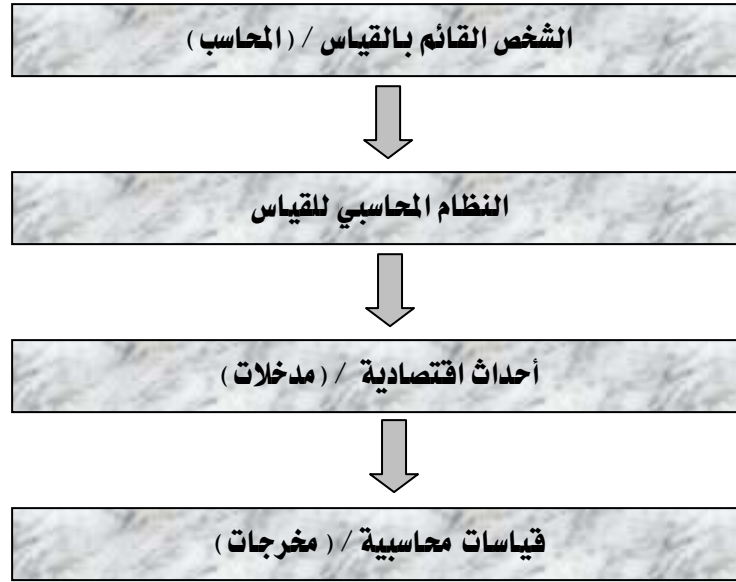 الشخص القائم بالقياس / ( المحاسب )
النظام المحاسبي للقياس
أحداث اقتصادية / ( مدخلات )
قياسات محاسبية / ( مخرجات )